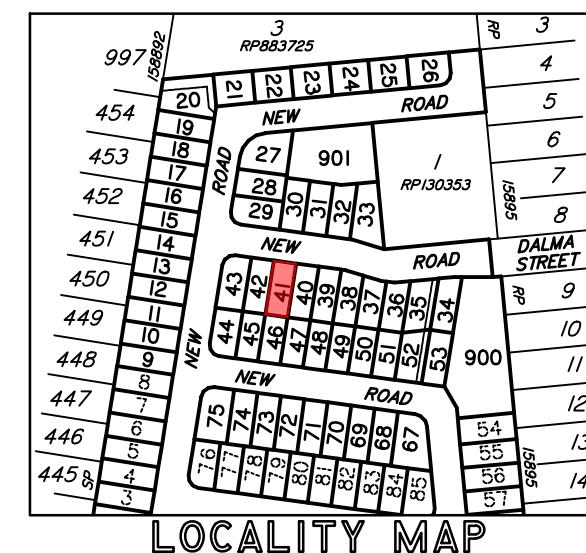 3
RP883725
RP
3
997
158892
4
21 22 23 24 25 26
20
5
454
NEW ROAD
19
27
901
1
RP130353
6
453
18
17
ROAD
28
7
452
16
29 30 31 32 33
15895
8
15
451
14
NEW ROAD
DALMA
STREET
13
43 42 41 40 39 38 37 36 35 34
RP
9
450
12
449
11
10
44 45 46 47 48 49 50 51 52 53
900
10
NEW
448
9
11
8
NEW ROAD
447
7
75 74 73 72 71 70 69 68 67
12
446
6
54
13
5
76 77 78 79 80 81 82 83 84 85
55
15895
445
SP
4
56
14
3
57
LOCALITY MAP